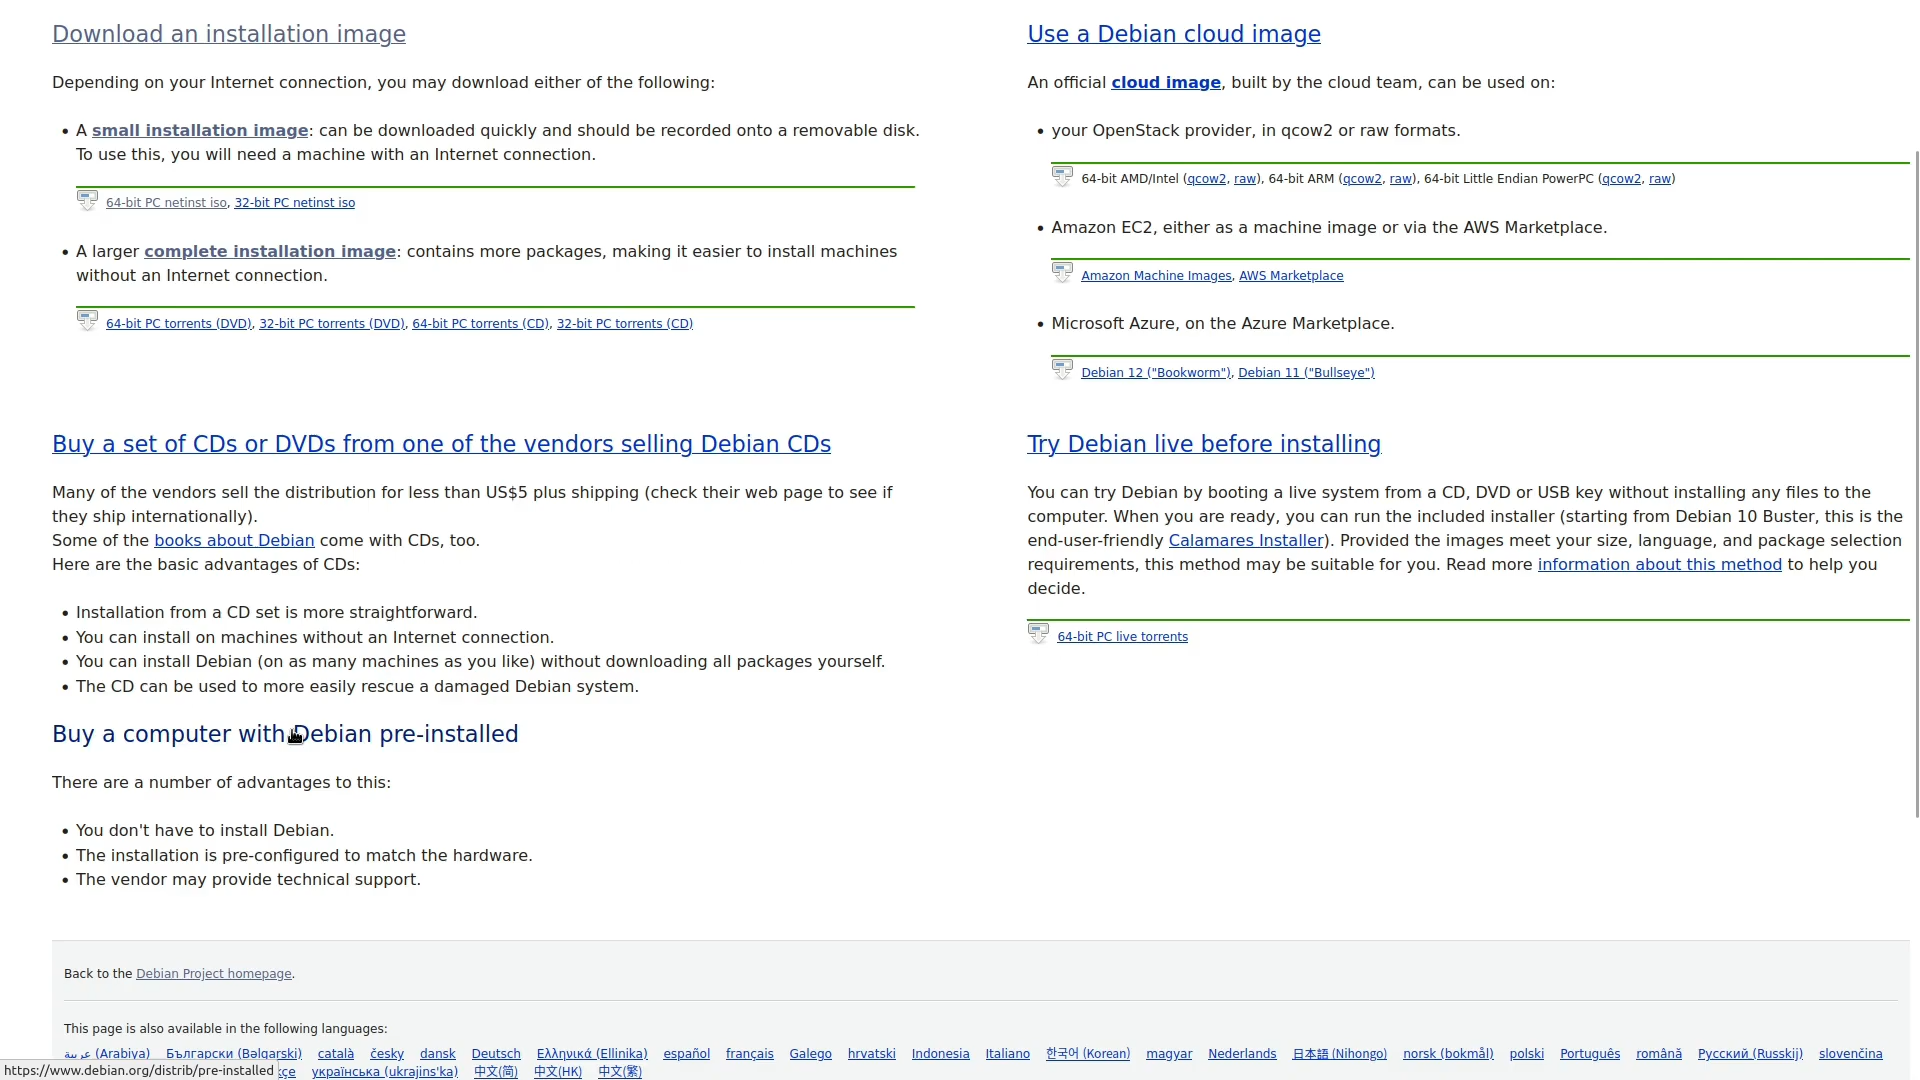 Download an installation image
Depending on your Internet connection, you may download either of the following:
• A small installation image: can be downloaded quickly and should be recorded onto a removable disk.
To use this, you will need a machine with an Internet connection.
64-bit PC netinst iso, 32-bit PC netinst iso
• A larger complete installation image: contains more packages, making it easier to install machines
without an Internet connection.
64-bit PC torrents (DVD), 32-bit PC torrents (DVD), 64-bit PC torrents (CD), 32-bit PC torrents (CD)
Use a Debian cloud image
An official cloud image, built by the cloud team, can be used on:
• your OpenStack provider, in qcow2 or raw formats.
64-bit AMD/Intel (qcow2, raw), 64-bit ARM (qcow2, raw), 64-bit Little Endian PowerPC (qcow2, raw)
• Amazon EC2, either as a machine image or via the AWS Marketplace.
Amazon Machine Images, AWS Marketplace
• Microsoft Azure, on the Azure Marketplace.
Debian 12 ("Bookworm"), Debian 11 ("Bullseye")
Buy a set of CDs or DVDs from one of the vendors selling Debian CDs
Many of the vendors sell the distribution for less than US$5 plus shipping (check their web page to see if
they ship internationally).
Some of the books about Debian come with CDs, too.
Here are the basic advantages of CDs:
• Installation from a CD set is more straightforward.
• You can install on machines without an Internet connection.
• You can install Debian (on as many machines as you like) without downloading all packages yourself.
• The CD can be used to more easily rescue a damaged Debian system.
Try Debian live before installing
You can try Debian by booting a live system from a CD, DVD or USB key without installing any files to the
computer. When you are ready, you can run the included installer (starting from Debian 10 Buster, this is the
end-user-friendly Calamares Installer). Provided the images meet your size, language, and package selection
requirements, this method may be suitable for you. Read more information about this method to help you
decide.
64-bit PC live torrents
Buy a computer with Debian pre-installed
There are a number of advantages to this:
• You don't have to install Debian.
• The installation is pre-configured to match the hardware.
• The vendor may provide technical support.
Back to the Debian Project homepage.
This page is also available in the following languages:
عربية (Arabiya) Български (Bəlgarski) català česky dansk Deutsch Ελληνικά (Ellinika) español français Galego hrvatski Indonesia Italiano 한국어 (Korean) magyar Nederlands 日本語 (Nihongo) norsk (bokmål) polski Português română Русский (Russkij) slovenčina
https://www.debian.org/distrib/pre-installed українська (ukrajins'ka) 中文(简) 中文(HK) 中文(繁)